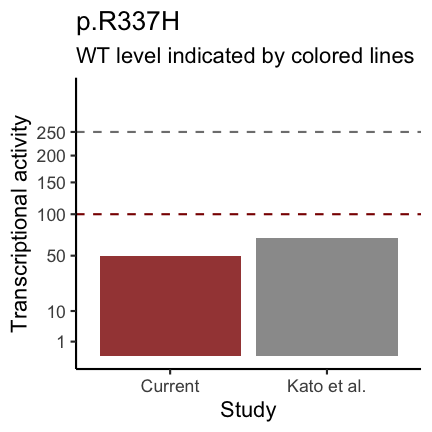 p.R337H
WT level indicated by colored lines
Transcriptional activity
250
200
150
100
50
10
1
Current
Kato et al.
Study